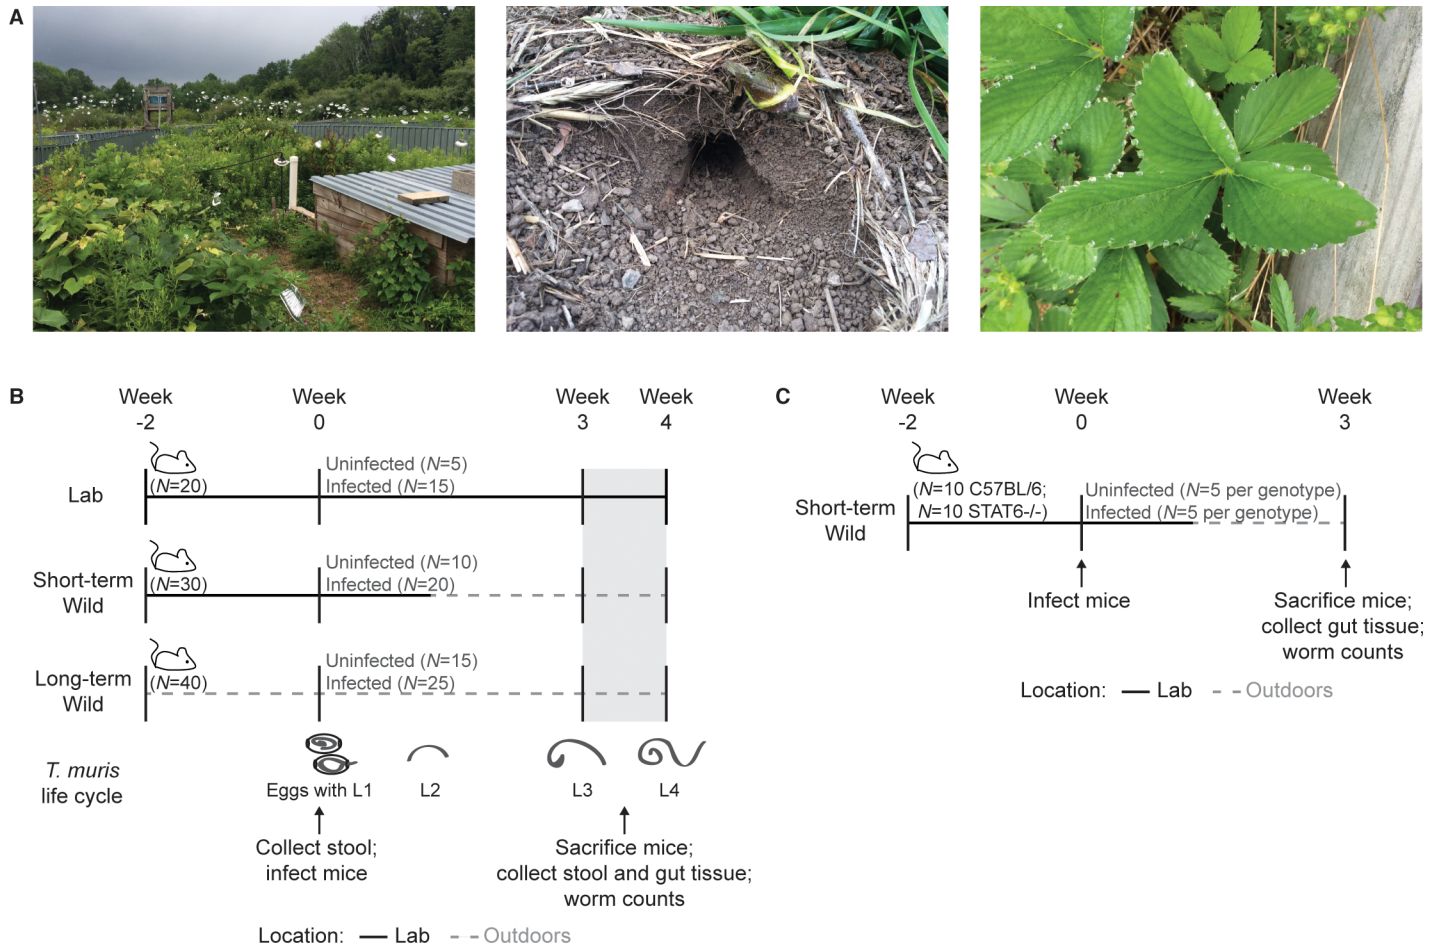 A
B
Week
-2
Week
0
Week
3
Week
4
Lab
(N=20)
Uninfected (N=5)
Infected (N=15)
Short-term
Wild
(N=30)
Uninfected (N=10)
Infected (N=20)
Long-term
Wild
(N=40)
Uninfected (N=15)
Infected (N=25)
T. muris
life cycle
Eggs with L1
L2
L3
L4
Collect stool;
infect mice
Sacrifice mice;
collect stool and gut tissue;
worm counts
Location: Lab Outdoors
C
Week
-2
Week
0
Week
3
Short-term
Wild
(N=10 C57BL/6;
N=10 STAT6-/-)
Uninfected (N=5 per genotype)
Infected (N=5 per genotype)
Infect mice
Sacrifice mice;
collect gut tissue;
worm counts
Location: Lab Outdoors